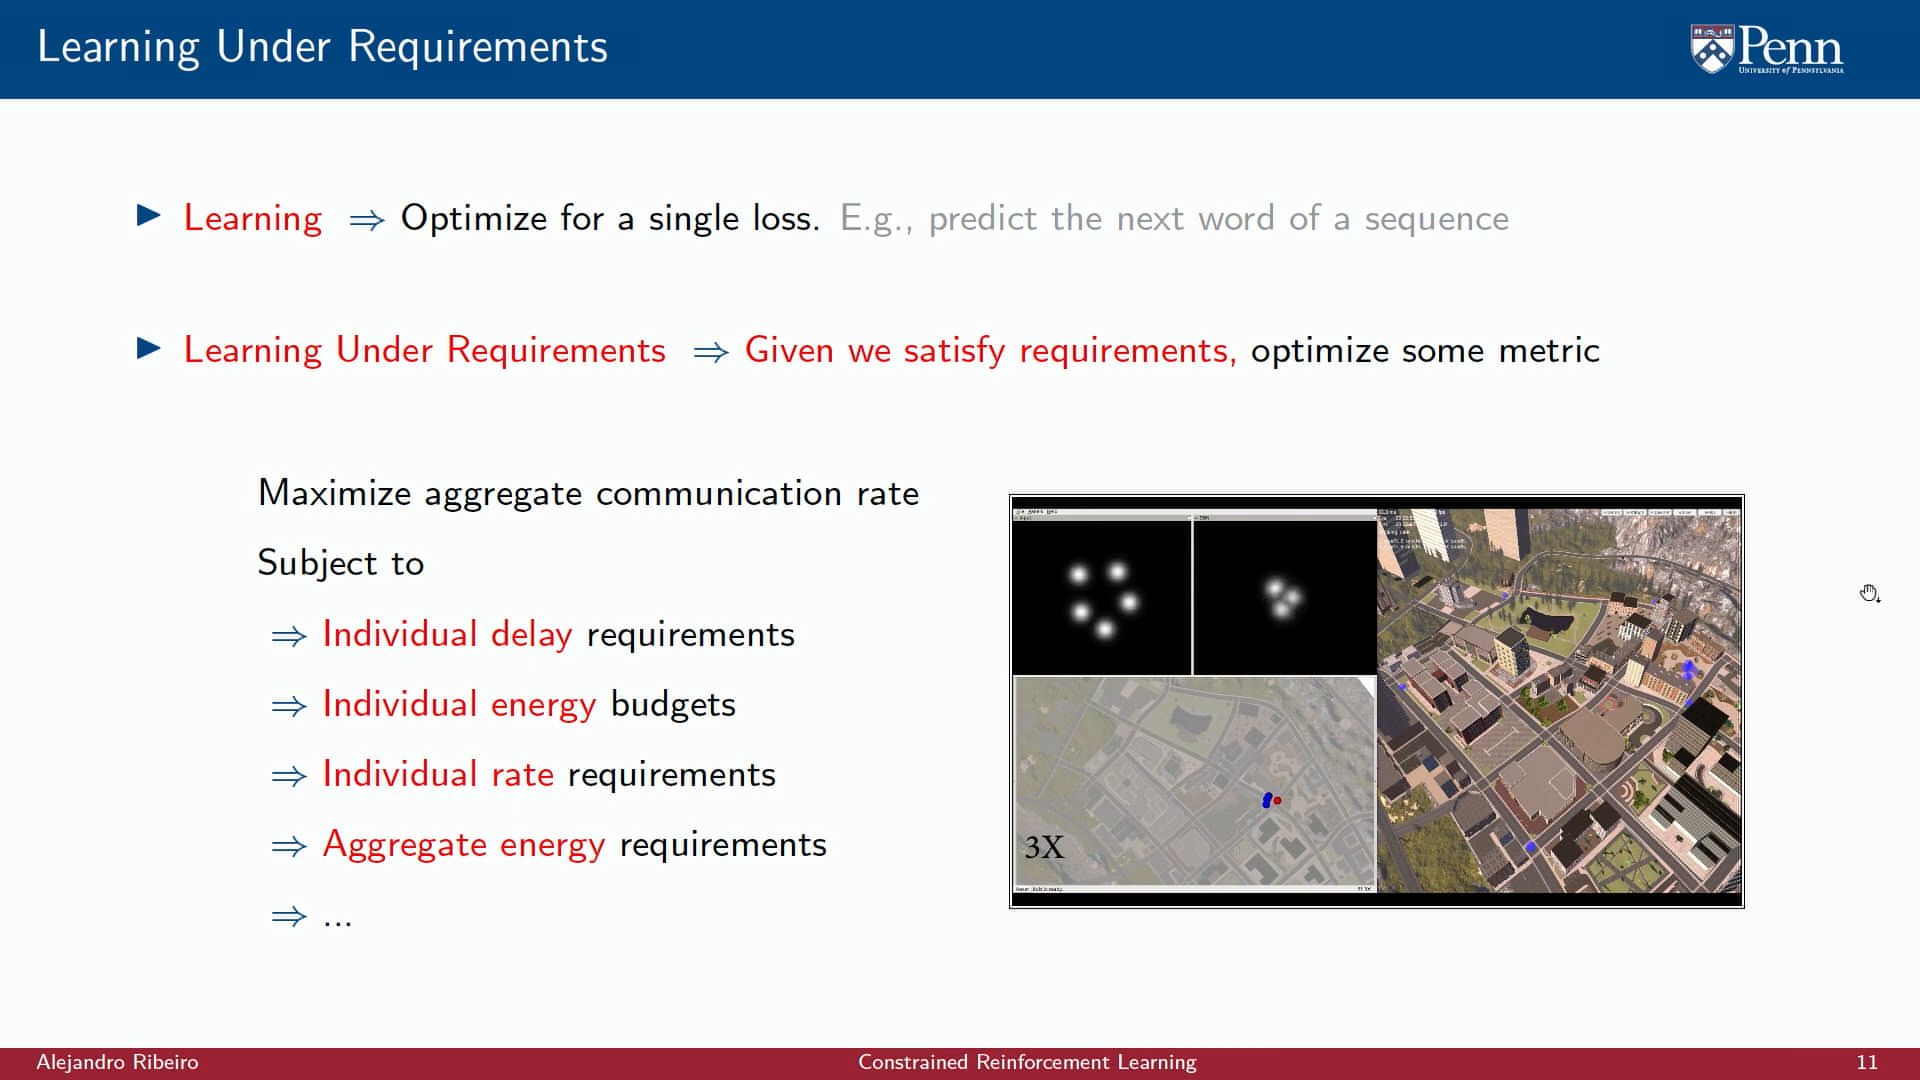 Learning Under Requirements
Penn
UNIVERSITY of PENNSYLVANIA
▶ Learning ⇒ Optimize for a single loss. E.g., predict the next word of a sequence
▶ Learning Under Requirements ⇒ Given we satisfy requirements, optimize some metric
Maximize aggregate communication rate
Subject to
⇒ Individual delay requirements
⇒ Individual energy budgets
⇒ Individual rate requirements
⇒ Aggregate energy requirements
⇒ ...
3X
Alejandro Ribeiro
Constrained Reinforcement Learning
11